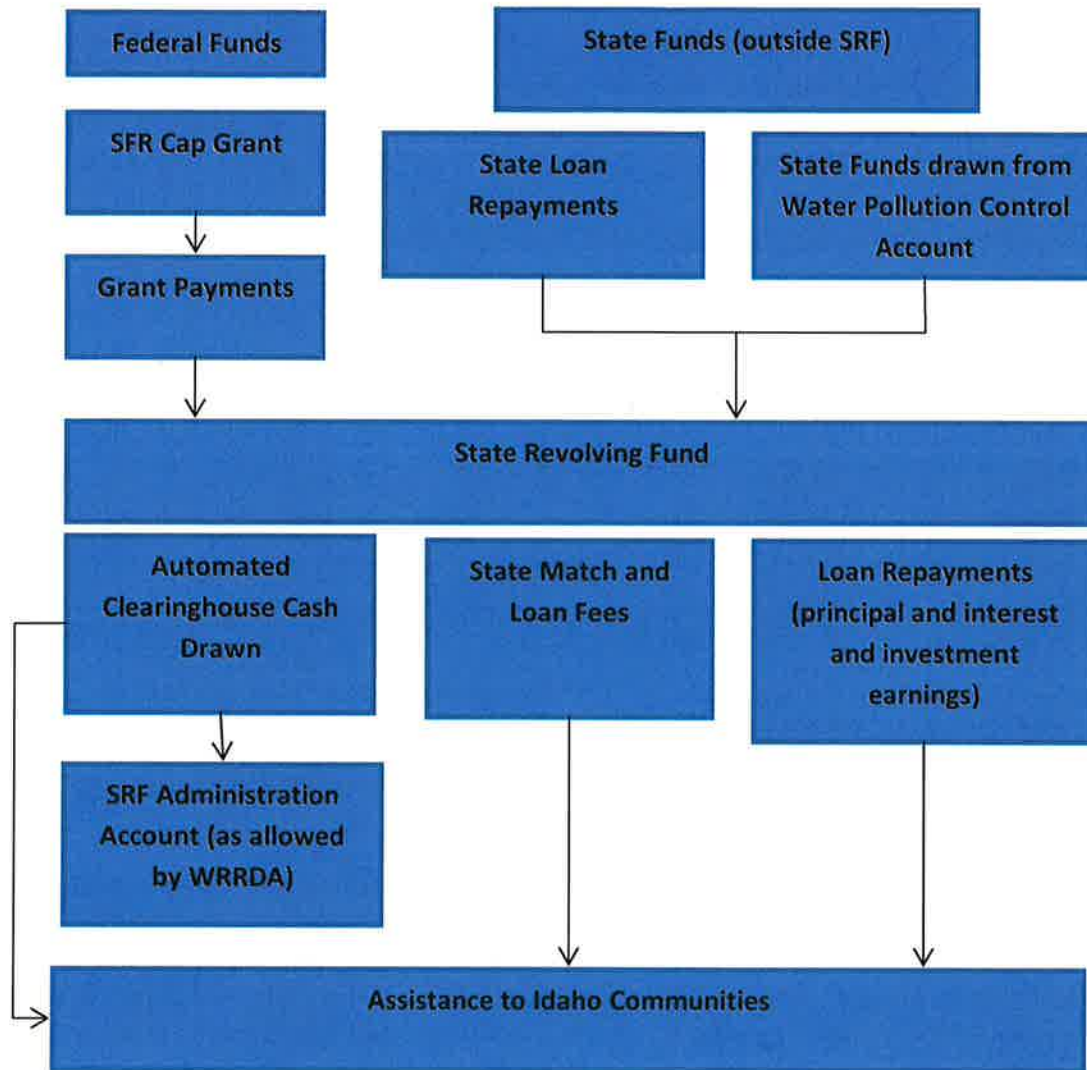 Federal Funds
State Funds (outside SRF)
SFR Cap Grant
State Loan
Repayments
State Funds drawn from
Water Pollution Control
Account
Grant Payments
State Revolving Fund
Automated
Clearinghouse Cash
Drawn
State Match and
Loan Fees
Loan Repayments
(principal and interest
and investment
earnings)
SRF Administration
Account (as allowed
by WRRDA)
Assistance to Idaho Communities